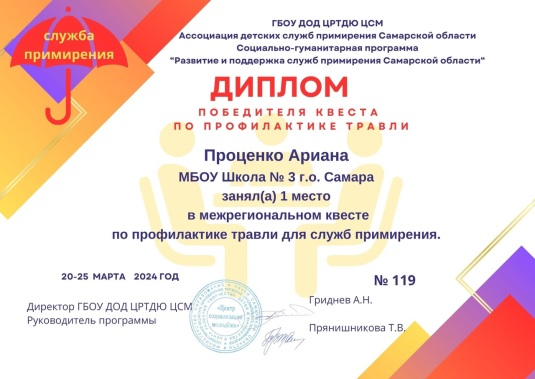 служба
примирения
ГБОУ ДОД ЦРТДЮ ЦСМ
Ассоциация детских служб примирения Самарской области
Социально-гуманитарная программа
"Развитие и поддержка служб примирения Самарской области"
ДИПЛОМ
ПОБЕДИТЕЛЯ КВЕСТА
ПО ПРОФИЛАКТИКЕ ТРАВЛИ
Проценко Ариана
МБОУ Школа № 3 г.о. Самара
занял(а) 1 место
в межрегиональном квесте
по профилактике травли для служб примирения.
20-25 МАРТА 2024 ГОД
№ 119
Директор ГБОУ ДОД ЦРТДЮ ЦСМ
Гриднев А.Н.
Руководитель программы
Прянишникова Т.В.
"Центр
социализации
молодёжи"